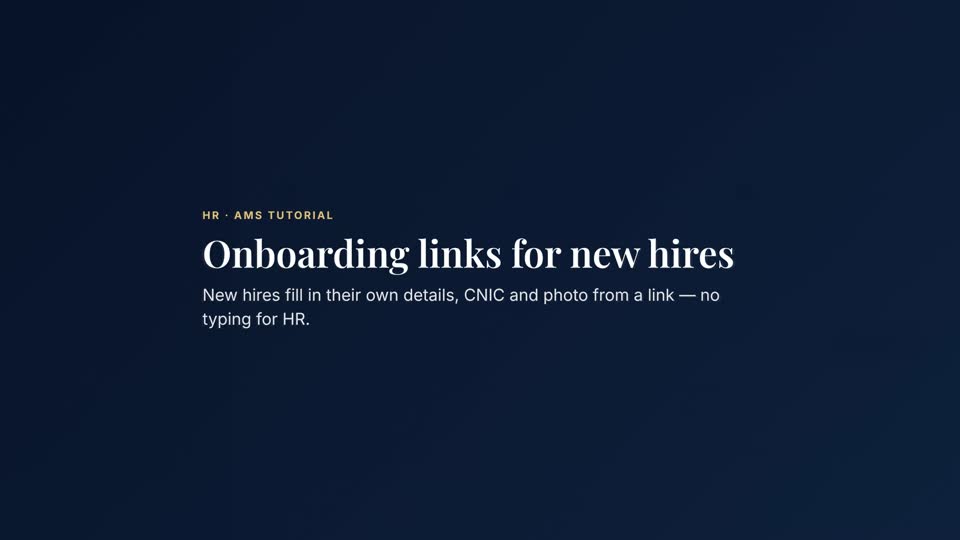 HR · AMS TUTORIAL
Onboarding links for new hires
New hires fill in their own details, CNIC and photo from a link — no
typing for HR.